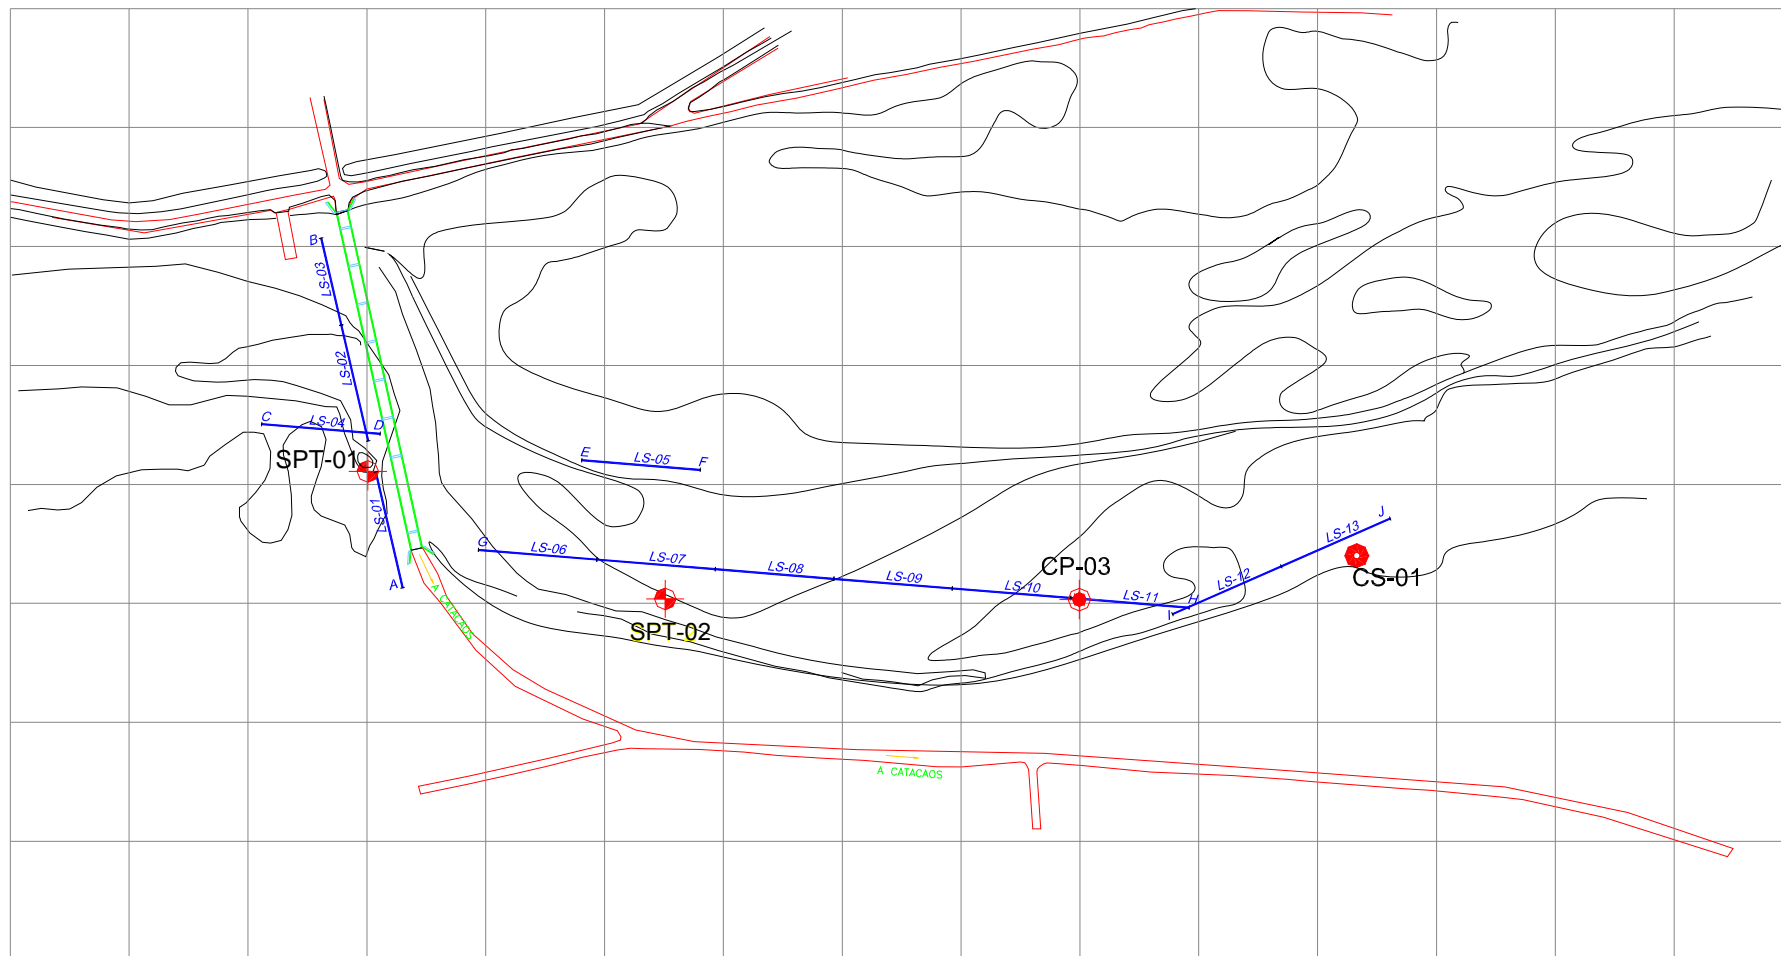 B
LS-03
LS-02
C
LS-04
D
SPT-01
E
LS-05
F
LS-01
A
G
LS-06
LS-07
LS-08
LS-09
LS-10
CP-03
LS-11
H
I
LS-12
LS-13
J
CS-01
A CATACAOS
SPT-02
A CATACAOS